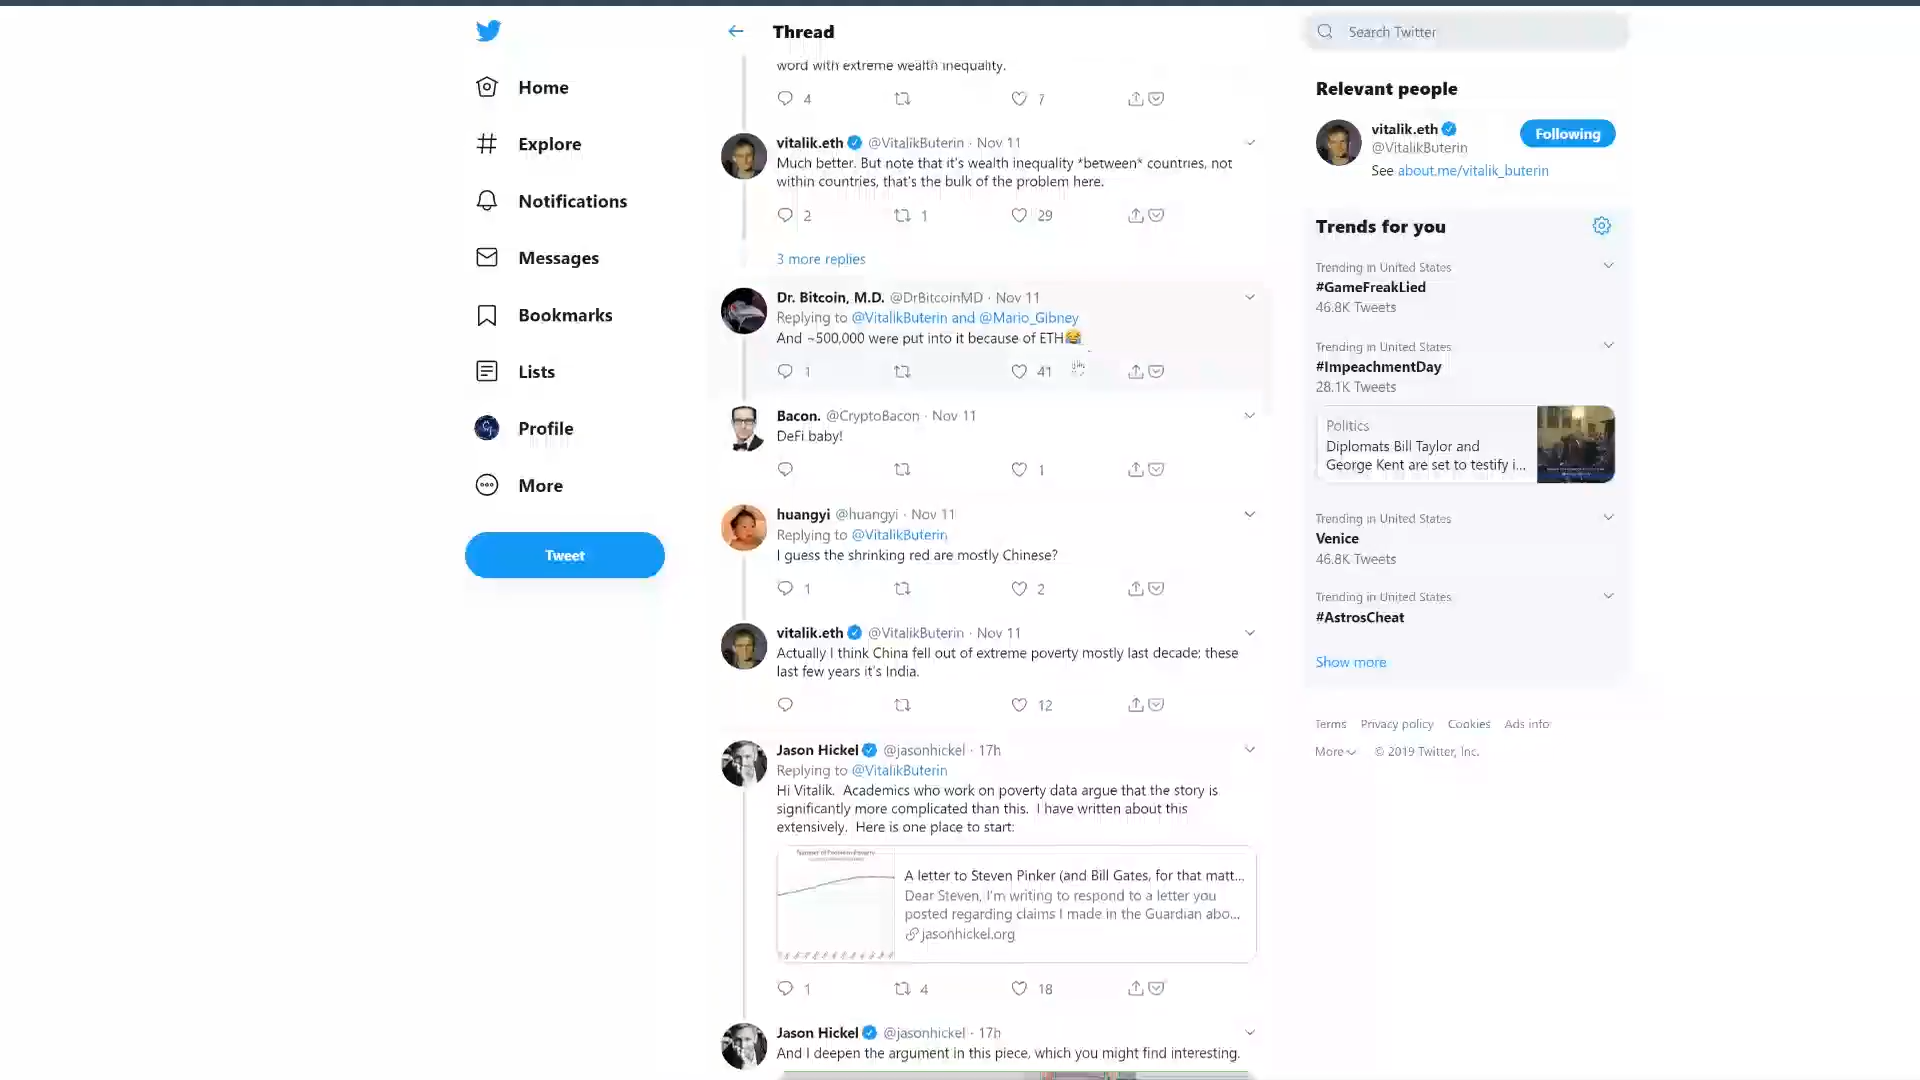 Home
Explore
Notifications
Messages
Bookmarks
Lists
Profile
More
Tweet
Thread
word with extreme wealth inequality.
4 7
vitalik.eth @VitalikButerin · Nov 11
Much better. But note that it's wealth inequality *between* countries, not
within countries, that's the bulk of the problem here.
2 1 29
3 more replies
Dr. Bitcoin, M.D. @DrBitcoinMD · Nov 11
Replying to @VitalikButerin and @Mario_Gibney
And ~500,000 were put into it because of ETH😂
1 41
Bacon. @CryptoBacon · Nov 11
DeFi baby!
1
huangyi @huangyi · Nov 11
Replying to @VitalikButerin
I guess the shrinking red are mostly Chinese?
1 2
vitalik.eth @VitalikButerin · Nov 11
Actually I think China fell out of extreme poverty mostly last decade; these
last few years it's India.
12
Jason Hickel @jasonhickel · 17h
Replying to @VitalikButerin
Hi Vitalik. Academics who work on poverty data argue that the story is
significantly more complicated than this. I have written about this
extensively. Here is one place to start:
A letter to Steven Pinker (and Bill Gates, for that matt...
Dear Steven, I'm writing to respond to a letter you
posted regarding claims I made in the Guardian abo...
jasonhickel.org
1 4 18
Jason Hickel @jasonhickel · 17h
And I deepen the argument in this piece, which you might find interesting.
Search Twitter
Relevant people
vitalik.eth
@VitalikButerin
Following
See about.me/vitalik_buterin
Trends for you
Trending in United States
#GameFreakLied
46.8K Tweets
Trending in United States
#ImpeachmentDay
28.1K Tweets
Politics
Diplomats Bill Taylor and
George Kent are set to testify i...
Trending in United States
Venice
46.8K Tweets
Trending in United States
#AstrosCheat
Show more
Terms Privacy policy Cookies Ads info
More © 2019 Twitter, Inc.